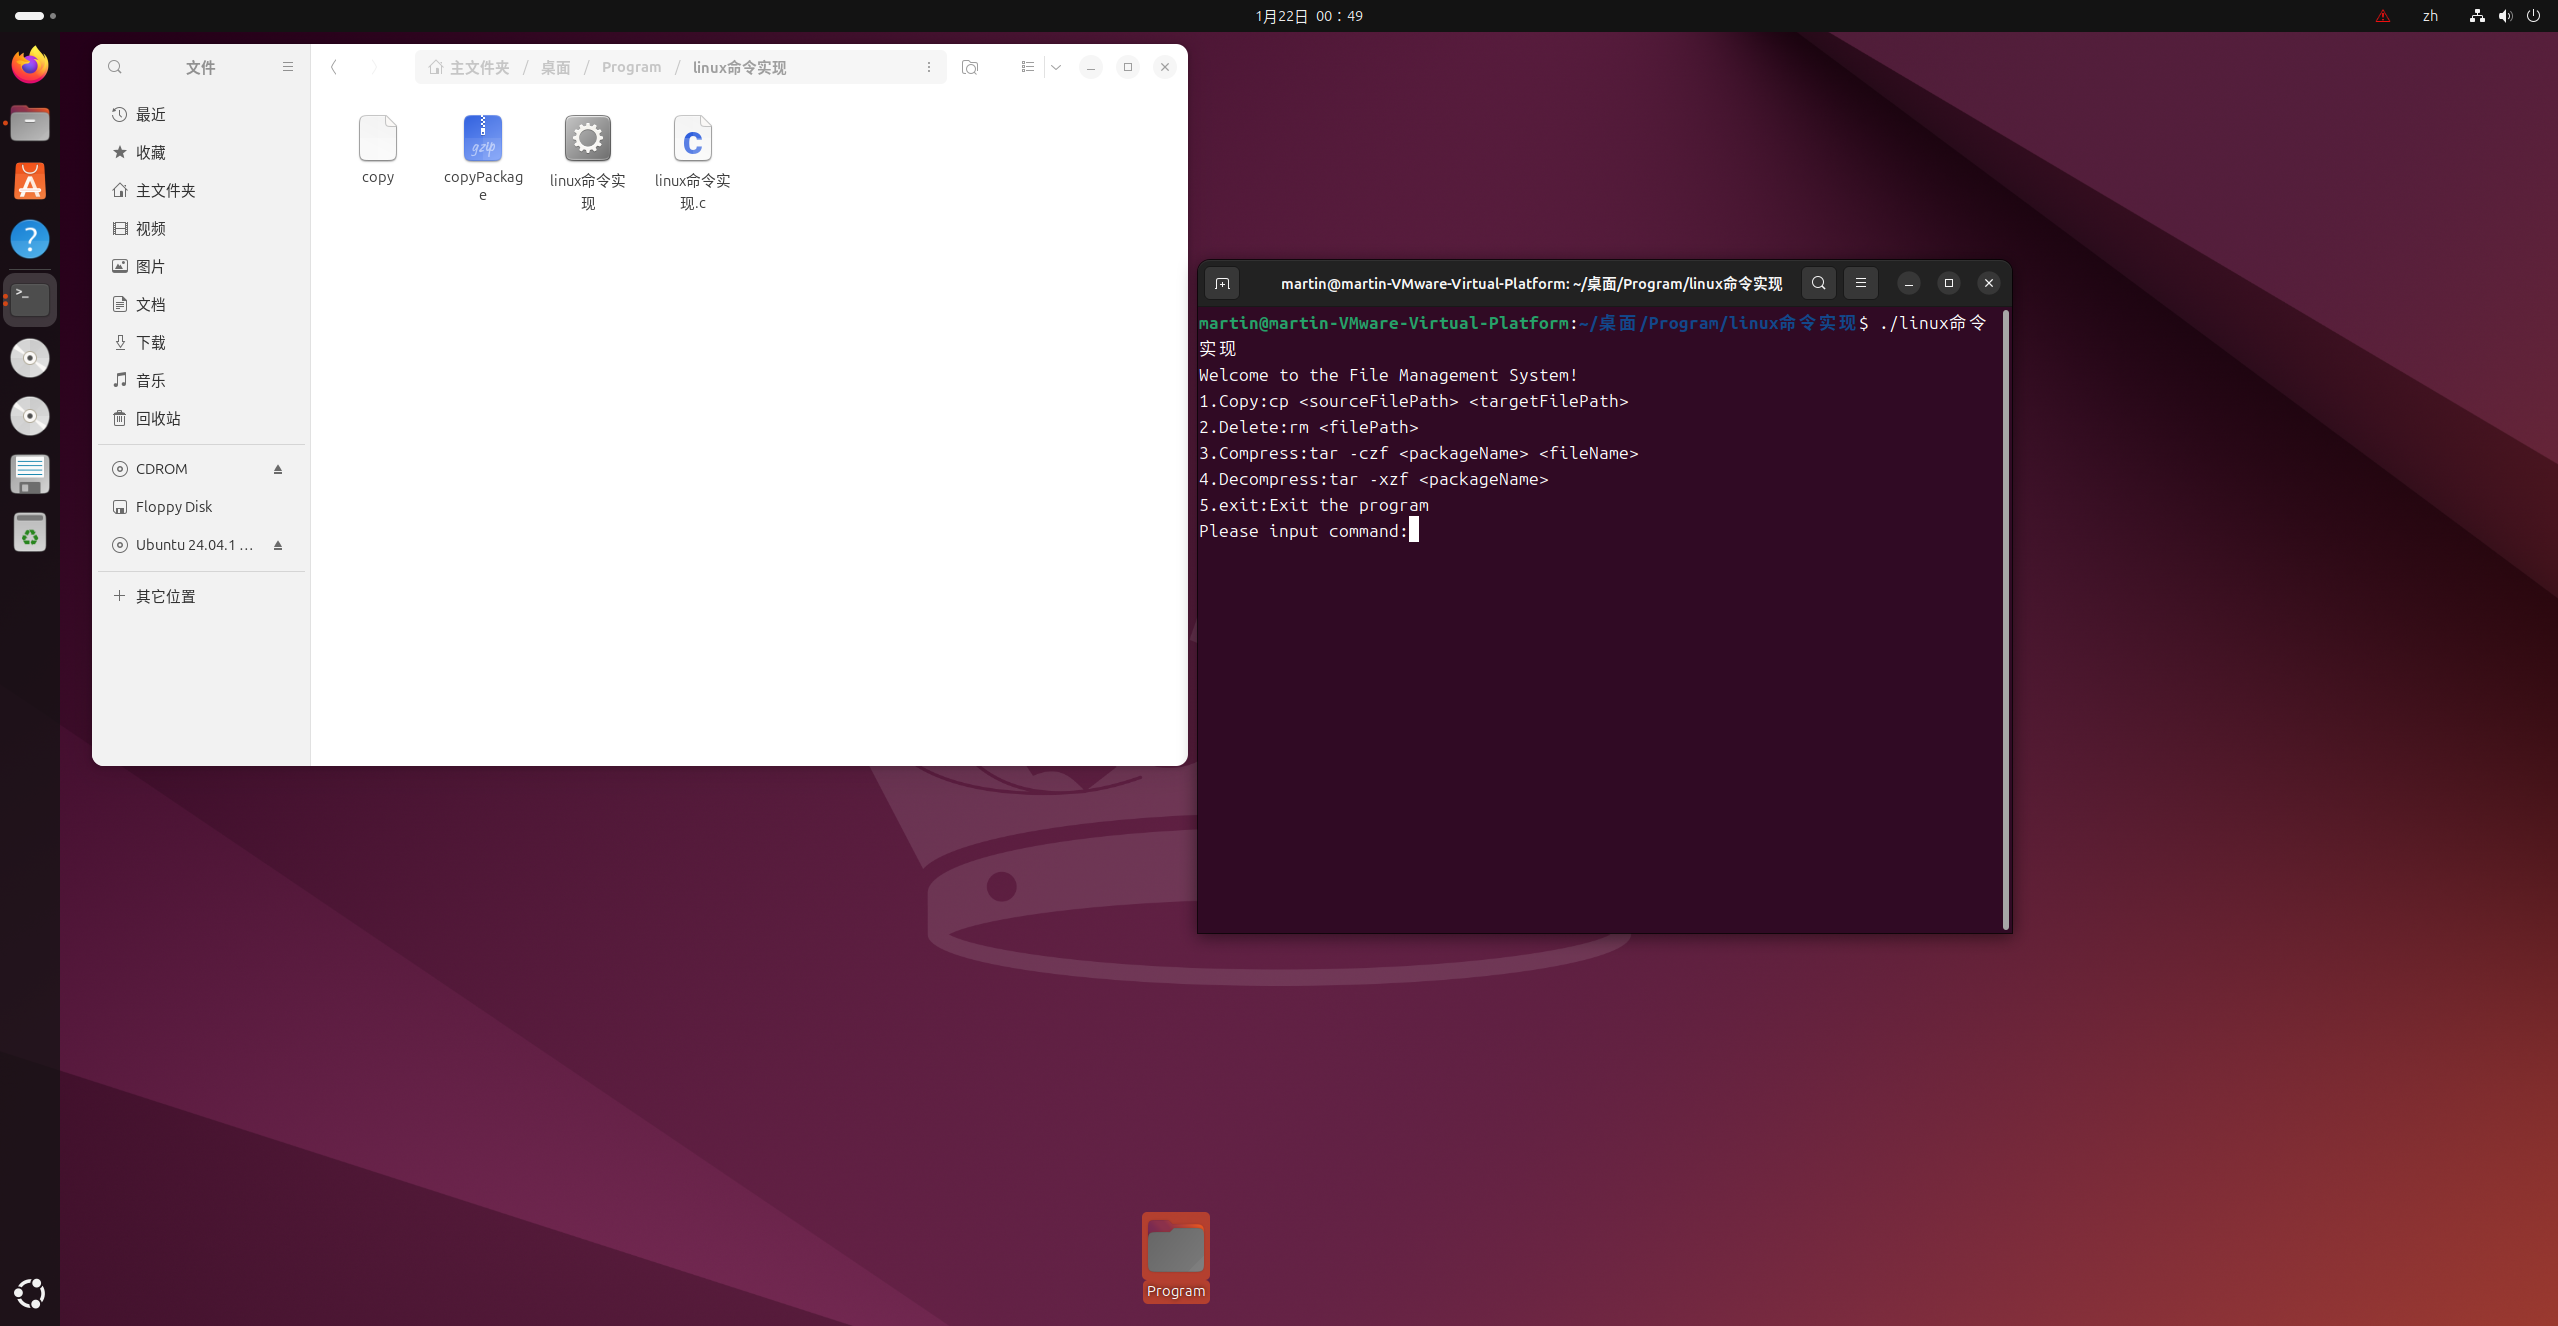 1月22日 00：49
zh
文件
主文件夹 / 桌面 / Program / linux命令实现
最近
收藏
主文件夹
视频
图片
文档
下载
音乐
回收站
CDROM
Floppy Disk
Ubuntu 24.04.1 …
其它位置
copy
gzip
copyPackag
e
linux命令实
现
C
linux命令实
现.c
martin@martin-VMware-Virtual-Platform: ~/桌面/Program/linux命令实现
martin@martin-VMware-Virtual-Platform:~/桌面/Program/linux命令实现$ ./linux命令
实现
Welcome to the File Management System!
1.Copy:cp <sourceFilePath> <targetFilePath>
2.Delete:rm <filePath>
3.Compress:tar -czf <packageName> <fileName>
4.Decompress:tar -xzf <packageName>
5.exit:Exit the program
Please input command:
Program